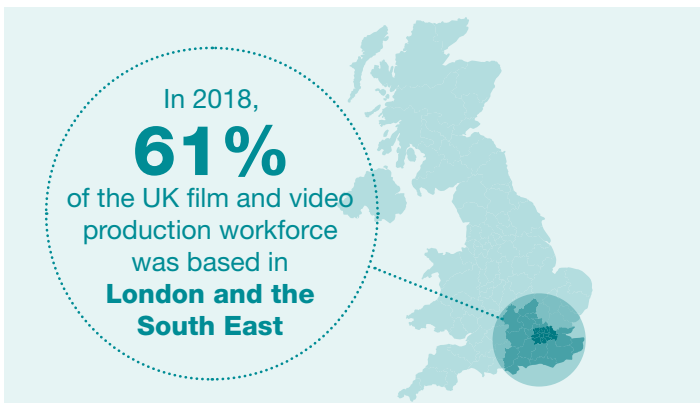 In 2018,
61%
of the UK film and video
production workforce
was based in
London and the
South East